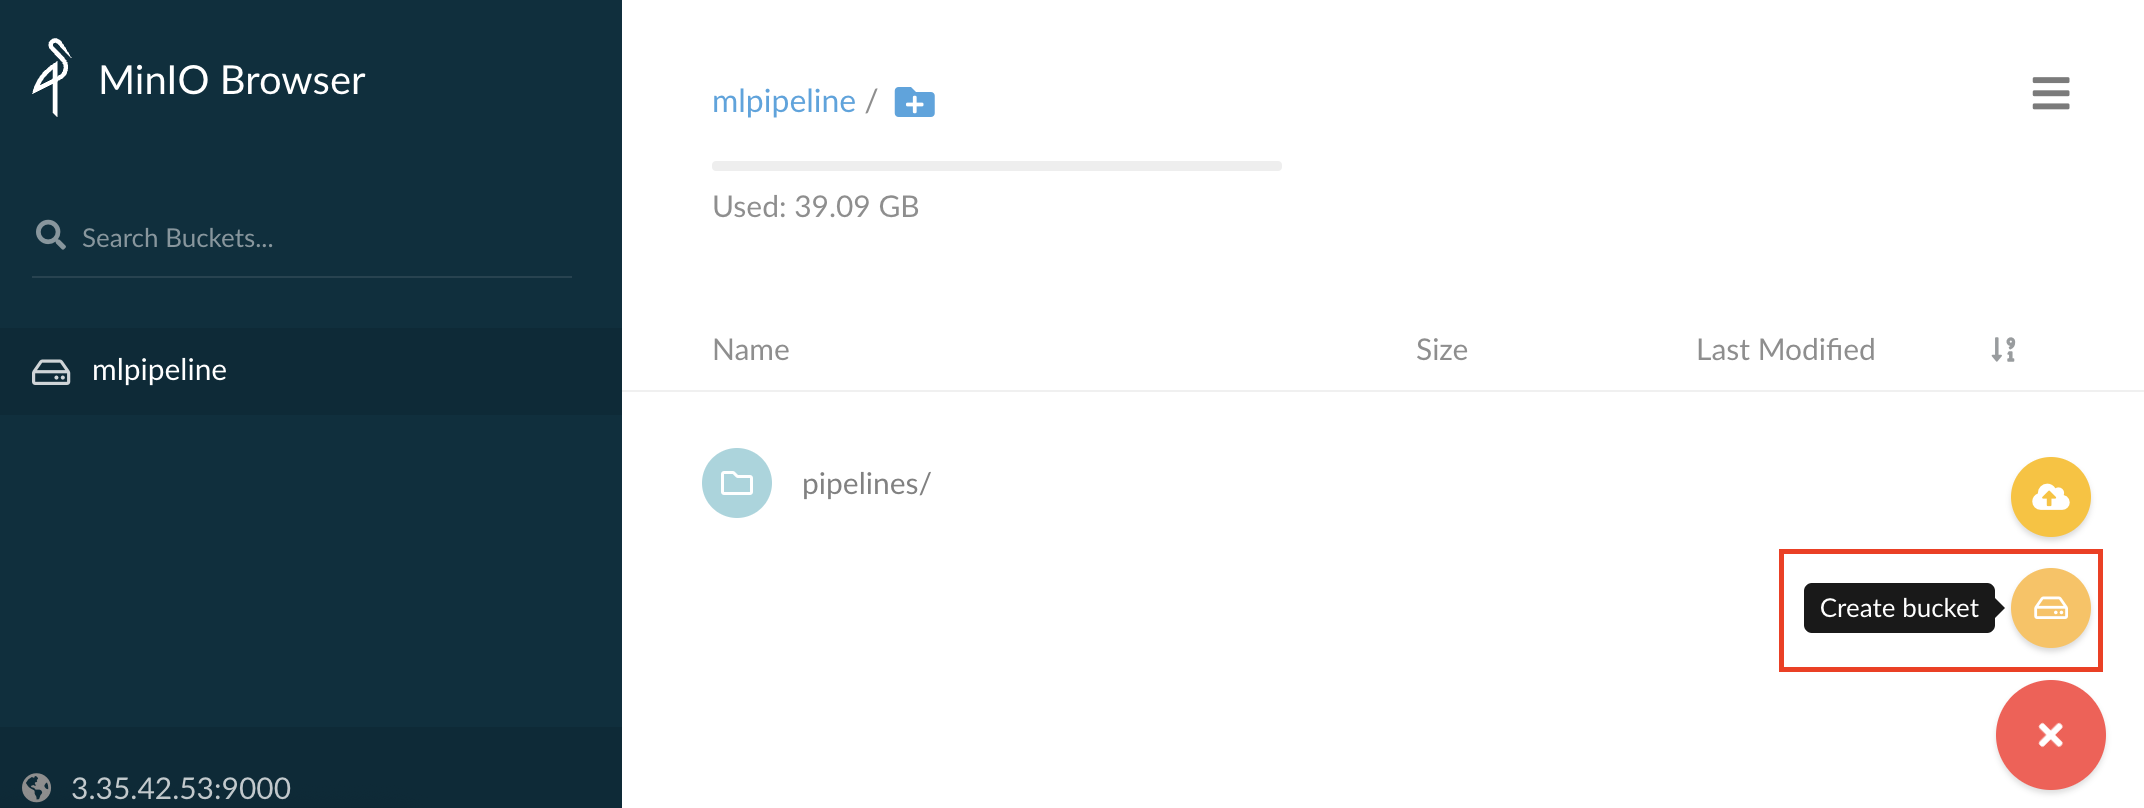 MinIO Browser
Search Buckets...
mlpipeline
3.35.42.53:9000
mlpipeline /
Used: 39.09 GB
Name Size Last Modified
pipelines/
Create bucket